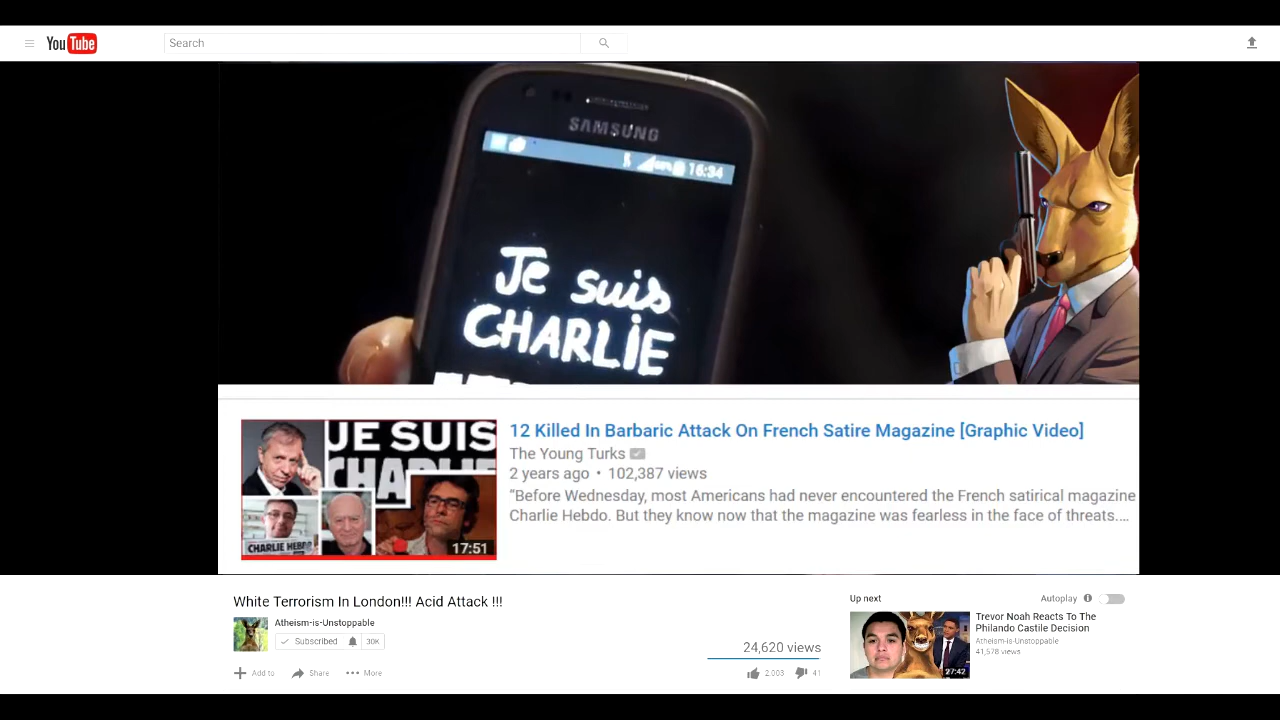 YouTube
Search
SAMSUNG
16:34
Je suis
CHARLIE
JE SUIS
CHARLIE
CHARLIE HEBDO
17:51
12 Killed In Barbaric Attack On French Satire Magazine [Graphic Video]
The Young Turks
2 years ago • 102,387 views
“Before Wednesday, most Americans had never encountered the French satirical magazine
Charlie Hebdo. But they know now that the magazine was fearless in the face of threats....
White Terrorism In London!!! Acid Attack !!!
Atheism-is-Unstoppable
Subscribed 30K
24,620 views
Add to Share More
2,003 41
Up next Autoplay
27:42
Trevor Noah Reacts To The
Philando Castile Decision
Atheism-is-Unstoppable
41,578 views